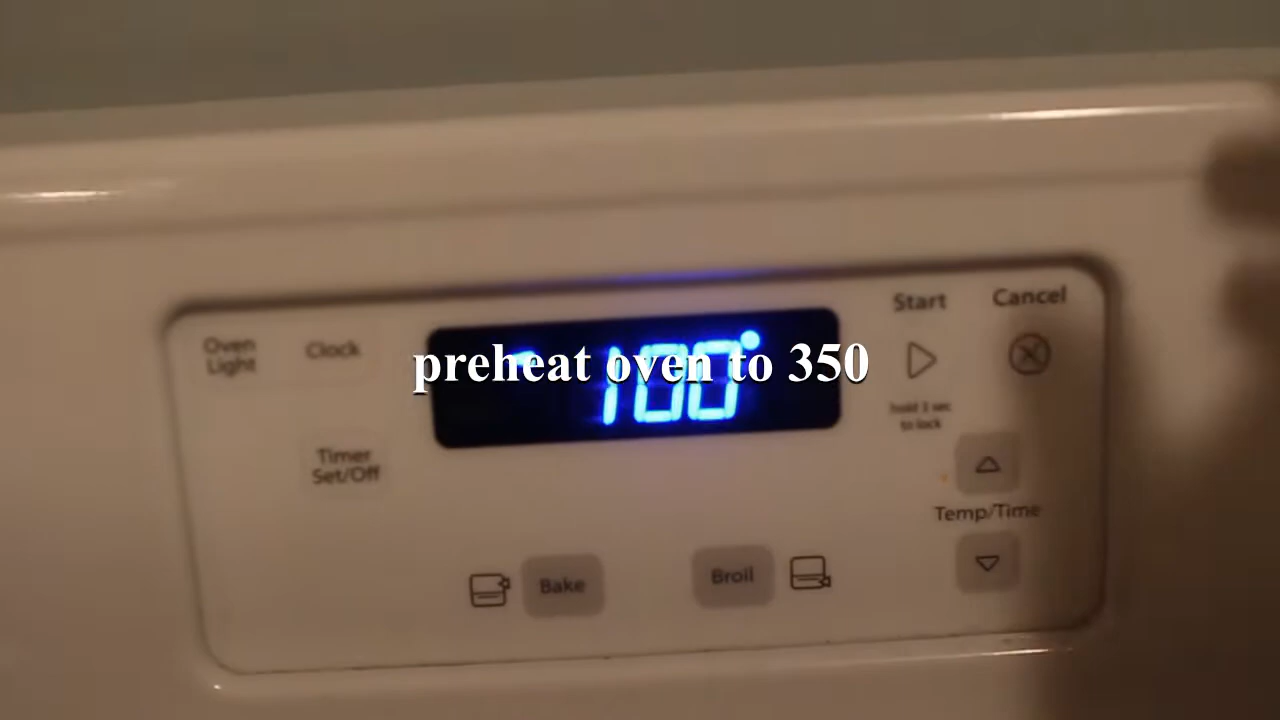 Start
Cancel
Oven
Light
Clock
100°
preheat oven to 350
hold 3 sec
to lock
Timer
Set/Off
Temp/Time
Bake
Broil